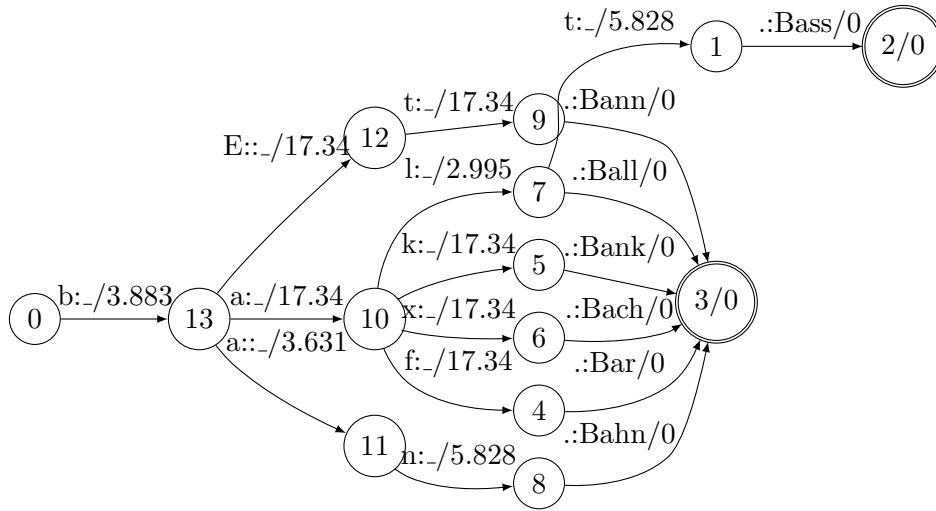 t:_/5.828
1
.:Bass/0
2/0
E::_/17.34
12
t:_/17.34
9
.:Bann/0
l:_/2.995
7
.:Ball/0
k:_/17.34
5
.:Bank/0
0
b:_/3.883
13
a:_/17.34
10
x:_/17.34
6
.:Bach/0
3/0
a::_/3.631
f:_/17.34
4
.:Bar/0
11
n:_/5.828
8
.:Bahn/0